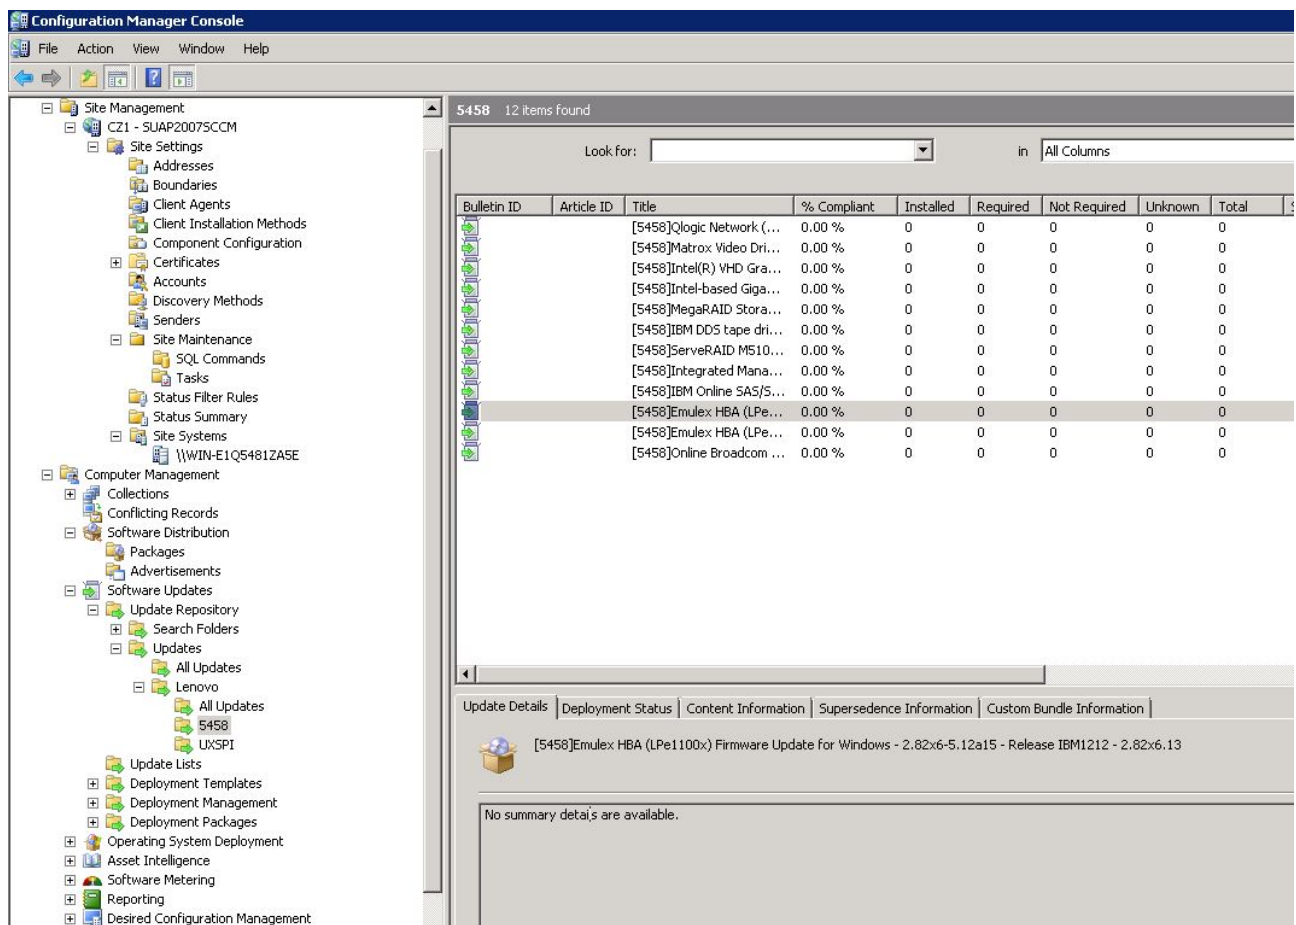 Configuration Manager Console
File Action View Window Help
Site Management
CZ1 - SUAP2007SCCM
Site Settings
Addresses
Boundaries
Client Agents
Client Installation Methods
Component Configuration
Certificates
Accounts
Discovery Methods
Senders
Site Maintenance
SQL Commands
Tasks
Status Filter Rules
Status Summary
Site Systems
\\WIN-E1Q5481ZA5E
Computer Management
Collections
Conflicting Records
Software Distribution
Packages
Advertisements
Software Updates
Update Repository
Search Folders
Updates
All Updates
Lenovo
All Updates
5458
UXSPI
Update Lists
Deployment Templates
Deployment Management
Deployment Packages
Operating System Deployment
Asset Intelligence
Software Metering
Reporting
Desired Configuration Management
5458 12 items found
Look for: in All Columns
Bulletin ID Article ID Title % Compliant Installed Required Not Required Unknown Total
[5458]Qlogic Network (... 0.00 % 0 0 0 0 0
[5458]Matrox Video Dri... 0.00 % 0 0 0 0 0
[5458]Intel(R) VHD Gra... 0.00 % 0 0 0 0 0
[5458]Intel-based Giga... 0.00 % 0 0 0 0 0
[5458]MegaRAID Stora... 0.00 % 0 0 0 0 0
[5458]IBM DDS tape dri... 0.00 % 0 0 0 0 0
[5458]ServeRAID M510... 0.00 % 0 0 0 0 0
[5458]Integrated Mana... 0.00 % 0 0 0 0 0
[5458]IBM Online SAS/S... 0.00 % 0 0 0 0 0
[5458]Emulex HBA (LPe... 0.00 % 0 0 0 0 0
[5458]Emulex HBA (LPe... 0.00 % 0 0 0 0 0
[5458]Online Broadcom ... 0.00 % 0 0 0 0 0
Update Details Deployment Status Content Information Supersedence Information Custom Bundle Information
[5458]Emulex HBA (LPe1100x) Firmware Update for Windows - 2.82x6-5.12a15 - Release IBM1212 - 2.82x6.13
No summary details are available.